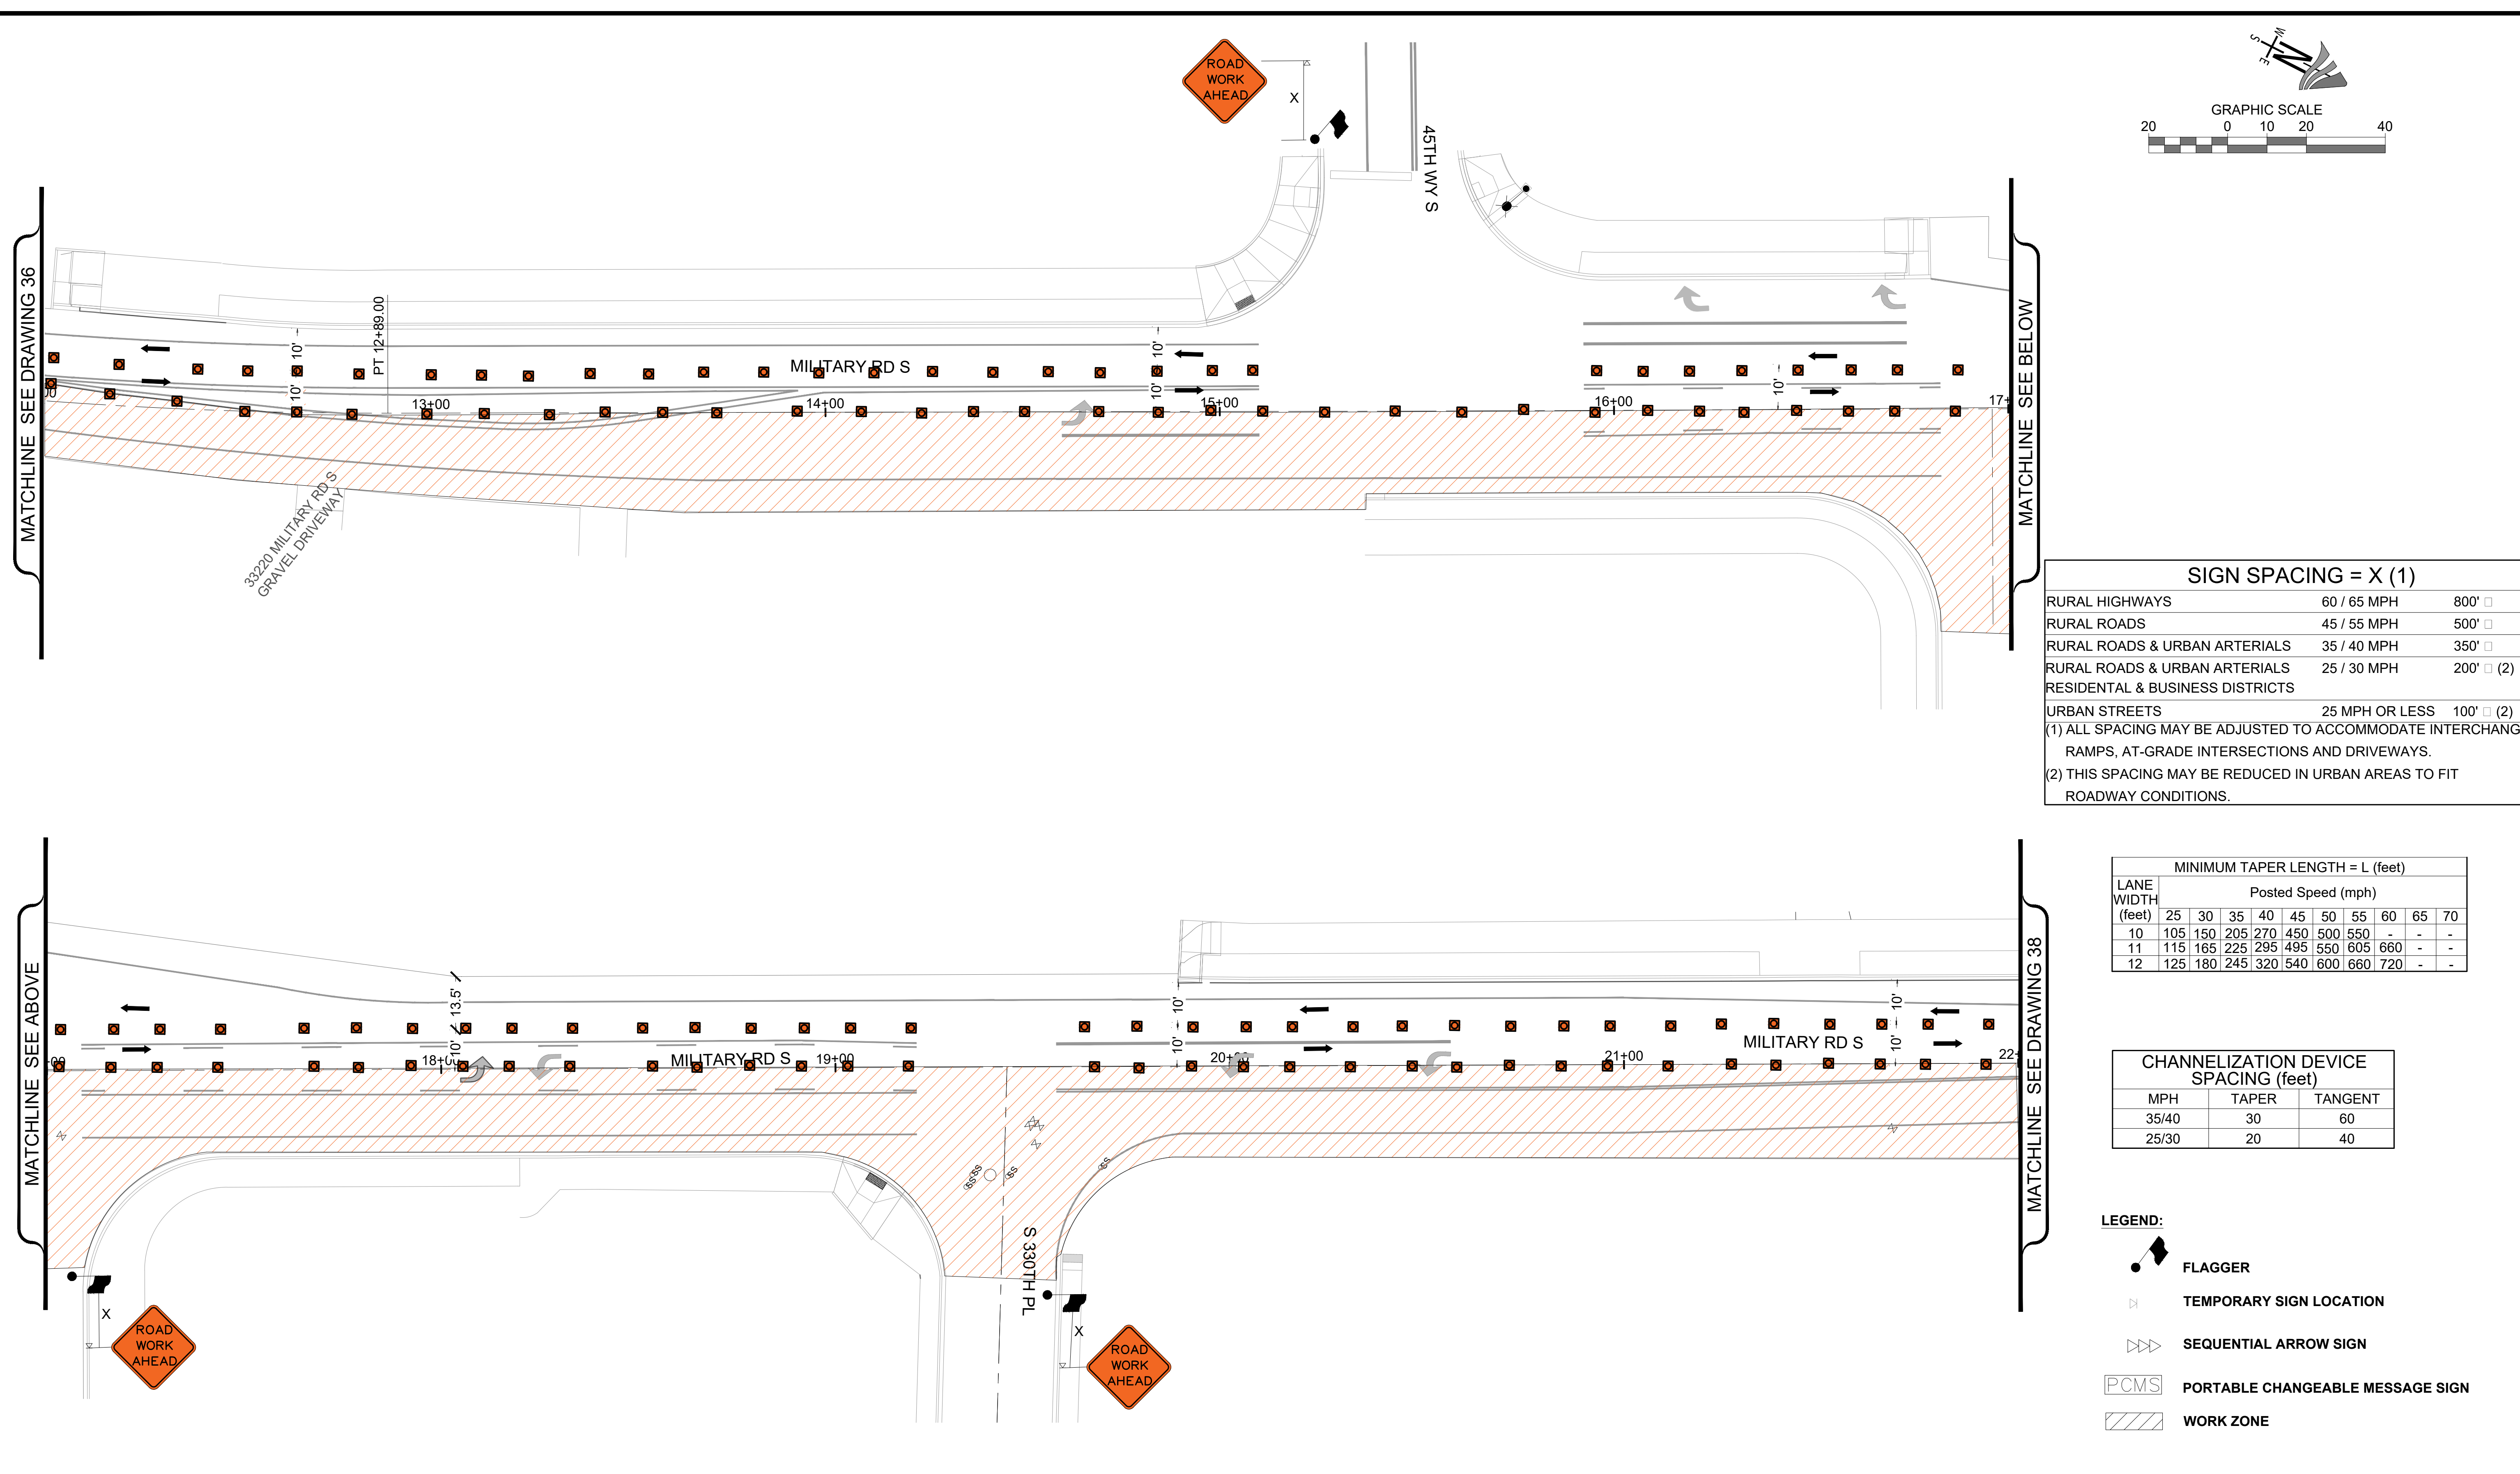 ROAD
WORK
AHEAD
X
45TH WY S
W
S
N
E
GRAPHIC SCALE
20 0 10 20 40
MATCHLINE SEE DRAWING 36
10'
10'
PT 12+89.00
MILITARY RD S
10'
10'
10'
13+00
14+00
15+00
16+00
17+
33220 MILITARY RD S
GRAVEL DRIVEWAY
MATCHLINE SEE BELOW
SIGN SPACING = X (1)
RURAL HIGHWAYS 60 / 65 MPH 800' □
RURAL ROADS 45 / 55 MPH 500' □
RURAL ROADS & URBAN ARTERIALS 35 / 40 MPH 350' □
RURAL ROADS & URBAN ARTERIALS 25 / 30 MPH 200' □ (2)
RESIDENTAL & BUSINESS DISTRICTS
URBAN STREETS 25 MPH OR LESS 100' □ (2)
(1) ALL SPACING MAY BE ADJUSTED TO ACCOMMODATE INTERCHANG
RAMPS, AT-GRADE INTERSECTIONS AND DRIVEWAYS.
(2) THIS SPACING MAY BE REDUCED IN URBAN AREAS TO FIT
ROADWAY CONDITIONS.
MATCHLINE SEE ABOVE
13.5'
10'
10'
10'
10'
10'
18+0
MILITARY RD S
19+00
20+00
21+00
MILITARY RD S
22+
SS
SS
SS
SS
S 330TH PL
X
ROAD
WORK
AHEAD
X
ROAD
WORK
AHEAD
MATCHLINE SEE DRAWING 38
MINIMUM TAPER LENGTH = L (feet)
LANE
WIDTH
(feet)
Posted Speed (mph)
25 30 35 40 45 50 55 60 65 70
10 105 150 205 270 450 500 550 - - -
11 115 165 225 295 495 550 605 660 - -
12 125 180 245 320 540 600 660 720 - -
CHANNELIZATION DEVICE
SPACING (feet)
MPH TAPER TANGENT
35/40 30 60
25/30 20 40
LEGEND:
FLAGGER
TEMPORARY SIGN LOCATION
SEQUENTIAL ARROW SIGN
PCMS PORTABLE CHANGEABLE MESSAGE SIGN
WORK ZONE